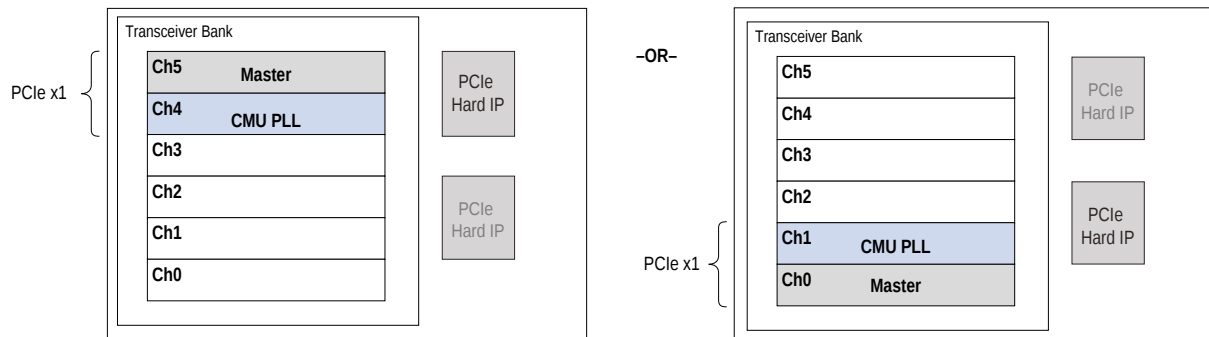 Transceiver Bank
PCIe x1
Ch5
Master
Ch4
CMU PLL
Ch3
Ch2
Ch1
Ch0
PCIe
Hard IP
PCIe
Hard IP
–OR–
Transceiver Bank
Ch5
Ch4
Ch3
Ch2
PCIe x1
Ch1
CMU PLL
Ch0
Master
PCIe
Hard IP
PCIe
Hard IP